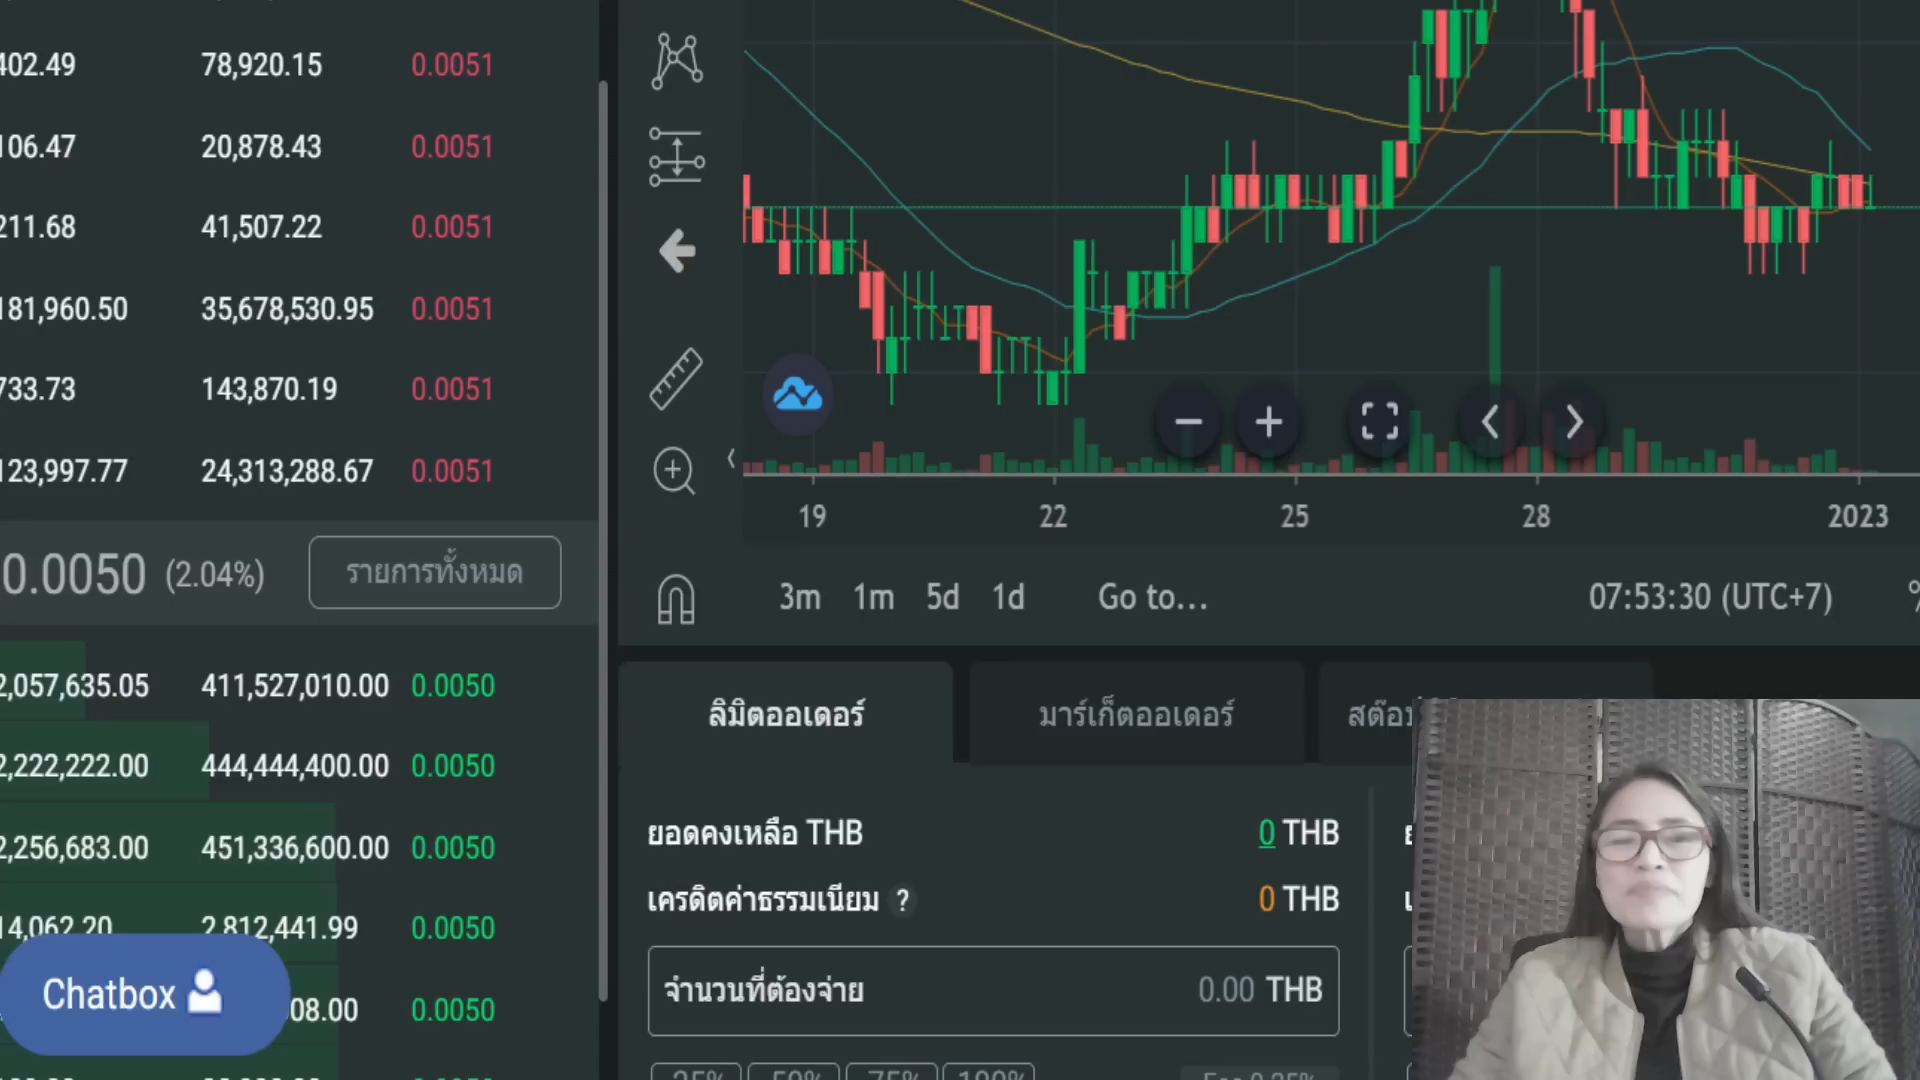 402.49 78,920.15 0.0051
106.47 20,878.43 0.0051
211.68 41,507.22 0.0051
181,960.50 35,678,530.95 0.0051
733.73 143,870.19 0.0051
123,997.77 24,313,288.67 0.0051
0.0050 (2.04%) รายการทั้งหมด
2,057,635.05 411,527,010.00 0.0050
2,222,222.00 444,444,400.00 0.0050
2,256,683.00 451,336,600.00 0.0050
14,062.20 2,812,441.99 0.0050
08.00 0.0050
Chatbox
19 22 25 28 2023
3m 1m 5d 1d Go to... 07:53:30 (UTC+7) %
ลิมิตออเดอร์ มาร์เก็ตออเดอร์
ยอดคงเหลือ THB 0 THB
เครดิตค่าธรรมเนียม ? 0 THB
จำนวนที่ต้องจ่าย 0.00 THB
25% 50% 75% 100%